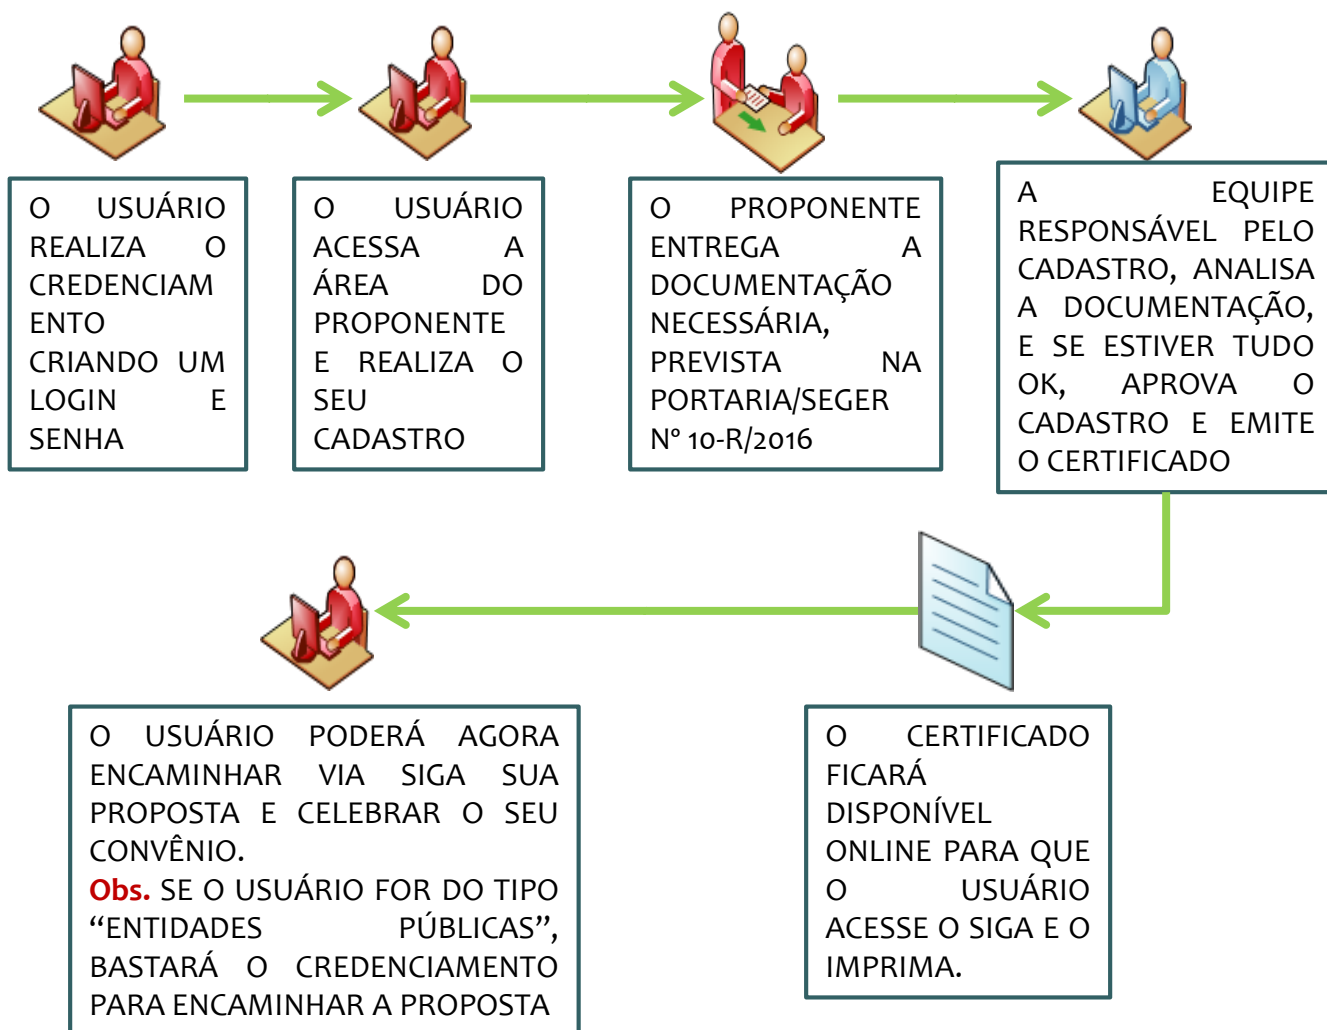 O USUÁRIO
REALIZA O
CREDENCIAM
ENTO
CRIANDO UM
LOGIN E
SENHA
O USUÁRIO
ACESSA A
ÁREA DO
PROPONENTE
E REALIZA O
SEU
CADASTRO
O PROPONENTE
ENTREGA A
DOCUMENTAÇÃO
NECESSÁRIA,
PREVISTA NA
PORTARIA/SEGER
Nº 10-R/2016
A EQUIPE
RESPONSÁVEL PELO
CADASTRO, ANALISA
A DOCUMENTAÇÃO,
E SE ESTIVER TUDO
OK, APROVA O
CADASTRO E EMITE
O CERTIFICADO
O CERTIFICADO
FICARÁ
DISPONÍVEL
ONLINE PARA QUE
O USUÁRIO
ACESSE O SIGA E O
IMPRIMA.
O USUÁRIO PODERÁ AGORA
ENCAMINHAR VIA SIGA SUA
PROPOSTA E CELEBRAR O SEU
CONVÊNIO.
Obs. SE O USUÁRIO FOR DO TIPO
“ENTIDADES PÚBLICAS”,
BASTARÁ O CREDENCIAMENTO
PARA ENCAMINHAR A PROPOSTA